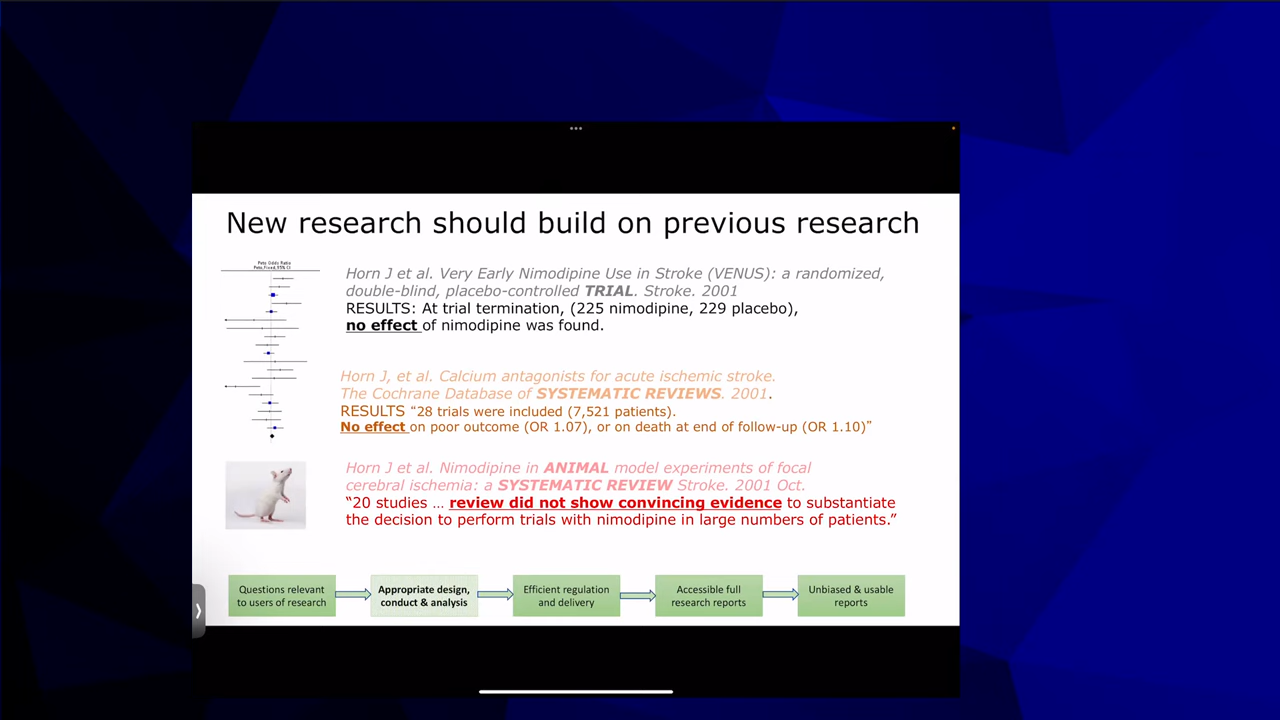 New research should build on previous research
Peto Odds Ratio
Peto, Fixed, 95% CI
Horn J et al. Very Early Nimodipine Use in Stroke (VENUS): a randomized,
double-blind, placebo-controlled TRIAL. Stroke. 2001
RESULTS: At trial termination, (225 nimodipine, 229 placebo),
no effect of nimodipine was found.
Horn J, et al. Calcium antagonists for acute ischemic stroke.
The Cochrane Database of SYSTEMATIC REVIEWS. 2001.
RESULTS “28 trials were included (7,521 patients).
No effect on poor outcome (OR 1.07), or on death at end of follow-up (OR 1.10)”
Horn J et al. Nimodipine in ANIMAL model experiments of focal
cerebral ischemia: a SYSTEMATIC REVIEW Stroke. 2001 Oct.
“20 studies … review did not show convincing evidence to substantiate
the decision to perform trials with nimodipine in large numbers of patients.”
Questions relevant
to users of research
Appropriate design,
conduct & analysis
Efficient regulation
and delivery
Accessible full
research reports
Unbiased & usable
reports